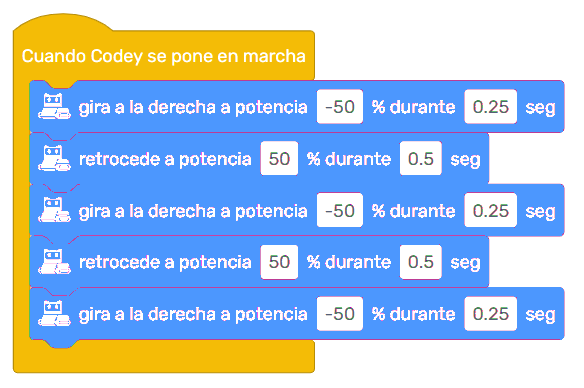 Cuando Codey se pone en marcha
gira a la derecha a potencia -50 % durante 0.25 seg
retrocede a potencia 50 % durante 0.5 seg
gira a la derecha a potencia -50 % durante 0.25 seg
retrocede a potencia 50 % durante 0.5 seg
gira a la derecha a potencia -50 % durante 0.25 seg